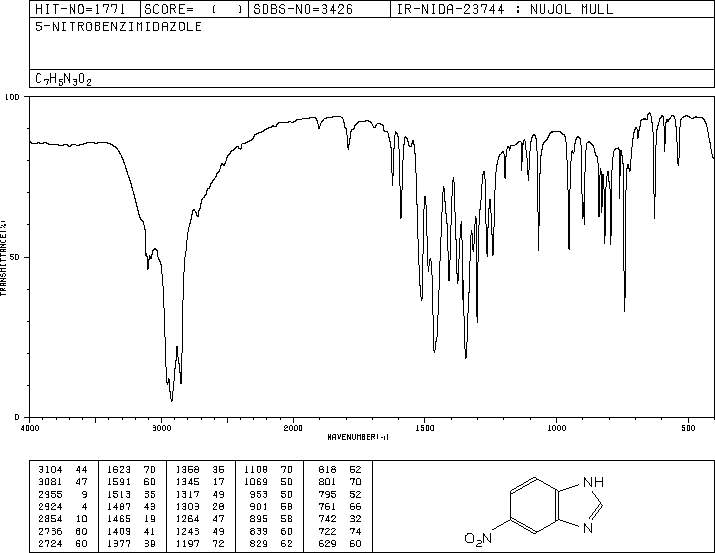 HIT-NO=1771 SCORE= ( ) SDBS-NO=3426 IR-NIDA-23744 : NUJOL MULL
5-NITROBENZIMIDAZOLE
C7H5N3O2
100
50
0
TRANSMITTANCE(%)
4000 3000 2000 1500 1000 500
WAVENUMBER(-1)
3104 44 1623 70 1368 35 1108 70 818 52
3081 47 1591 60 1345 17 1069 50 801 70
2955 9 1513 35 1317 49 953 50 795 52
2924 4 1487 43 1303 28 901 58 761 66
2854 10 1465 19 1264 47 895 58 742 32
2736 60 1409 41 1243 49 839 60 722 74
2724 60 1377 39 1197 72 829 62 629 60
NH
N
O2N